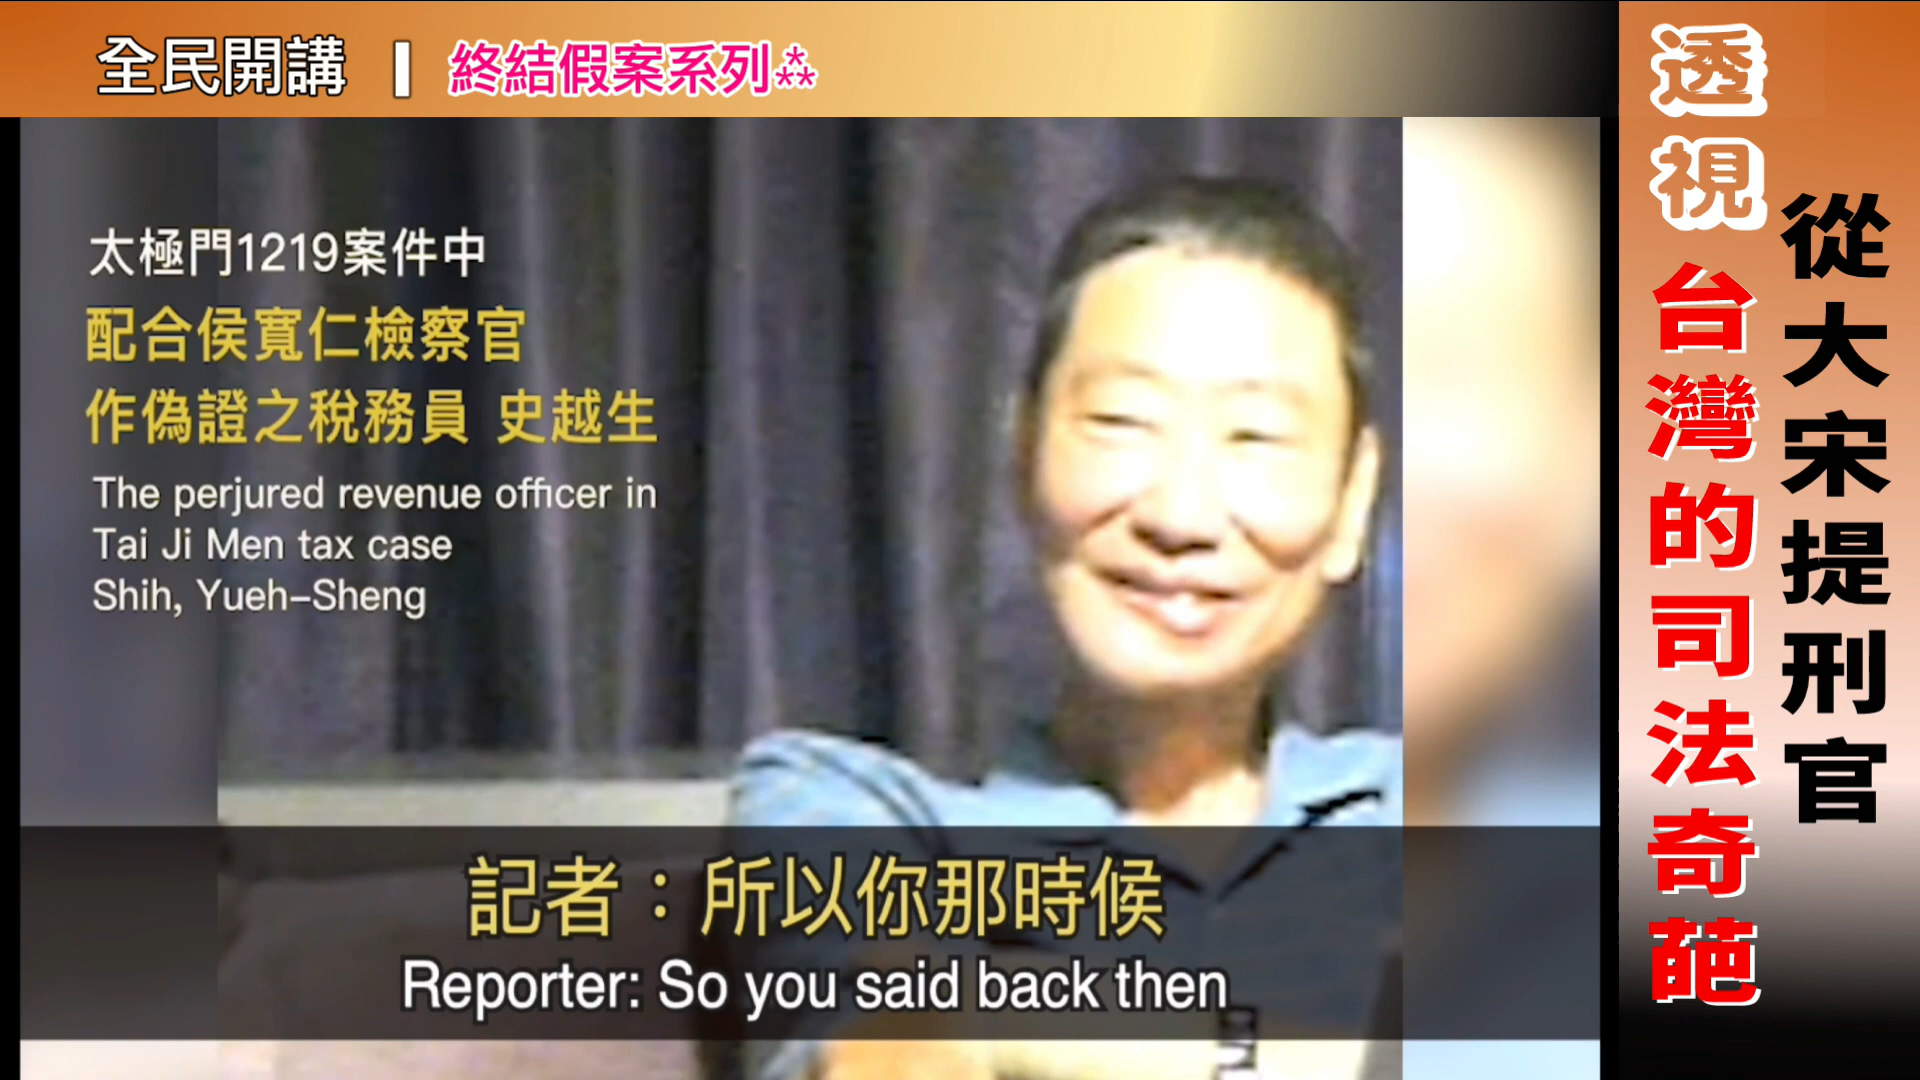 全民開講 | 終結假案系列⁂
太極門1219案件中
配合侯寬仁檢察官
作偽證之稅務員 史越生
The perjured revenue officer in
Tai Ji Men tax case
Shih, Yueh-Sheng
記者：所以你那時候
Reporter: So you said back then
從大宋提刑官
透視台灣的司法奇葩